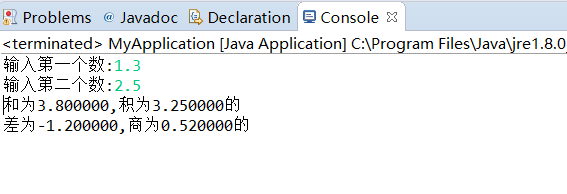 Problems @ Javadoc Declaration Console
<terminated> MyApplication [Java Application] C:\Program Files\Java\jre1.8.0
输入第一个数:1.3
输入第二个数:2.5
和为3.800000,积为3.250000的
差为-1.200000,商为0.520000的